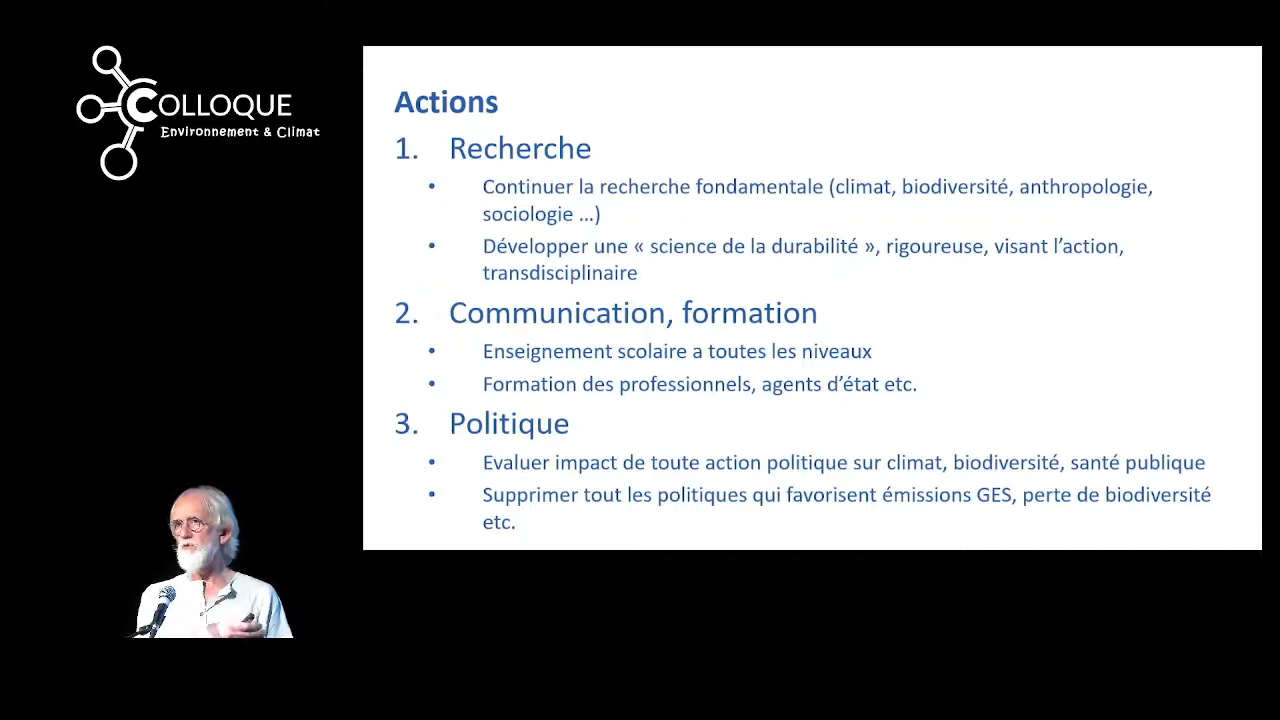 COLLOQUE
Environnement & Climat
Actions
1. Recherche
• Continuer la recherche fondamentale (climat, biodiversité, anthropologie,
sociologie …)
• Développer une « science de la durabilité », rigoureuse, visant l’action,
transdisciplinaire
2. Communication, formation
• Enseignement scolaire a toutes les niveaux
• Formation des professionnels, agents d’état etc.
3. Politique
• Evaluer impact de toute action politique sur climat, biodiversité, santé publique
• Supprimer tout les politiques qui favorisent émissions GES, perte de biodiversité
etc.